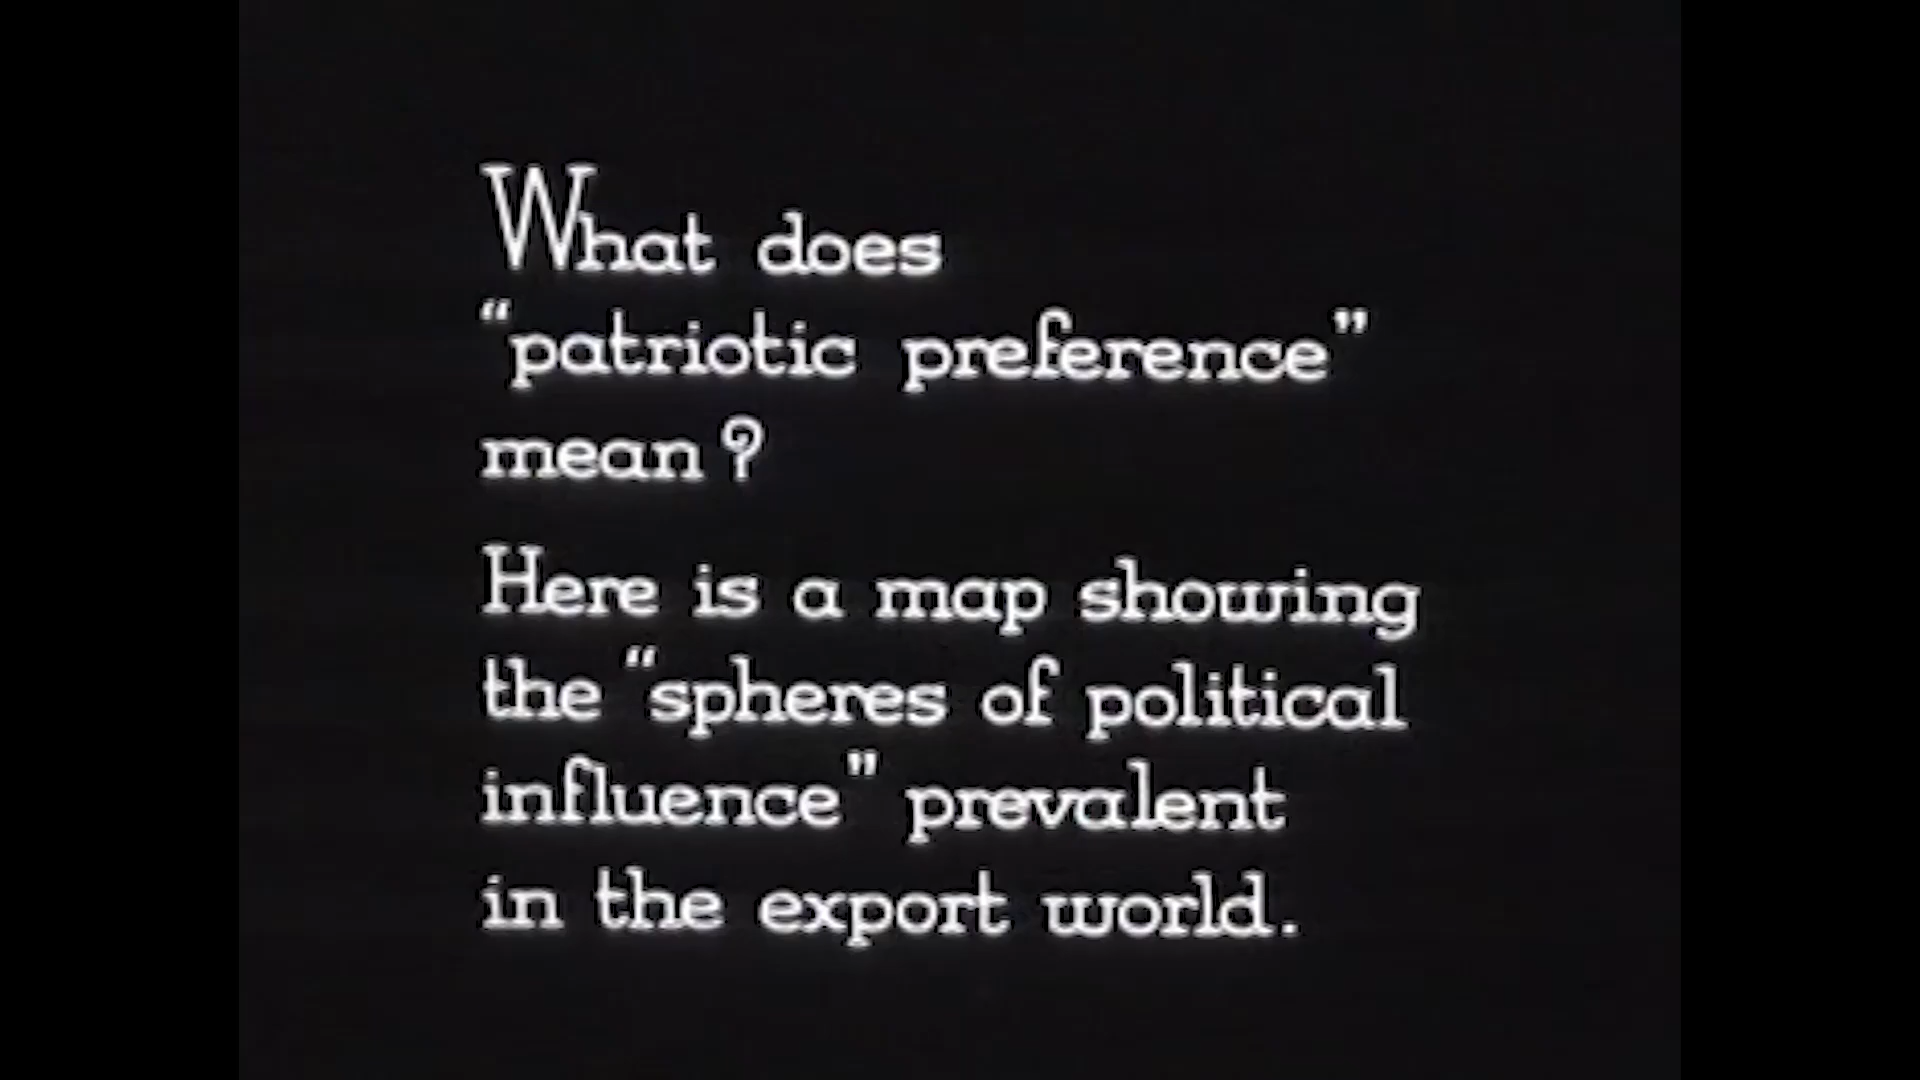 What does
“patriotic preference”
mean?
Here is a map showing
the “spheres of political
influence” prevalent
in the export world.